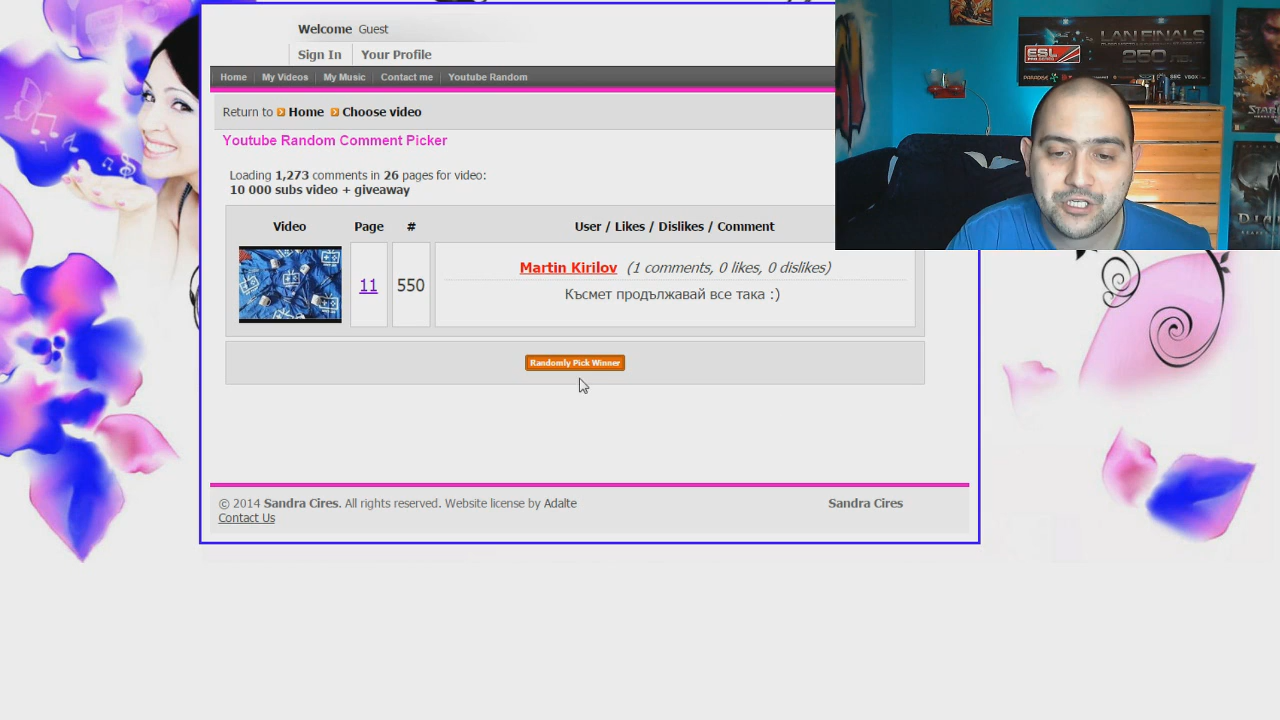 Welcome Guest
Sign In Your Profile
Home My Videos My Music Contact me Youtube Random
Return to Home Choose video
Youtube Random Comment Picker
Loading 1,273 comments in 26 pages for video:
10 000 subs video + giveaway
Video Page # User / Likes / Dislikes / Comment
11 550 Martin Kirilov (1 comments, 0 likes, 0 dislikes)
Късмет продължавай все така :)
Randomly Pick Winner
© 2014 Sandra Cires. All rights reserved. Website license by Adalte
Sandra Cires
Contact Us
LAN FINALS
ESL
250